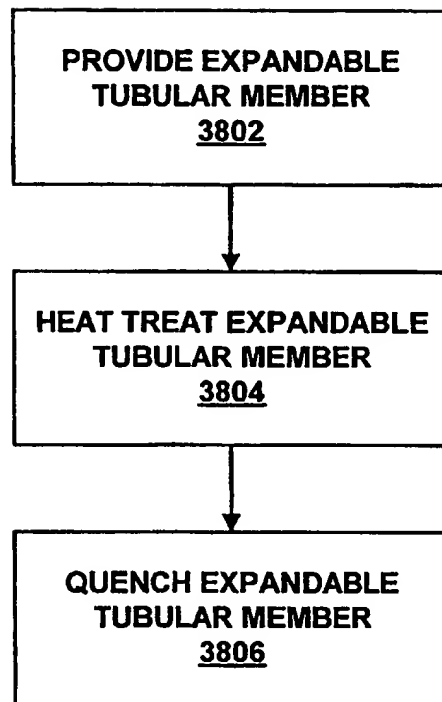 PROVIDE EXPANDABLE
TUBULAR MEMBER
3802
HEAT TREAT EXPANDABLE
TUBULAR MEMBER
3804
QUENCH EXPANDABLE
TUBULAR MEMBER
3806